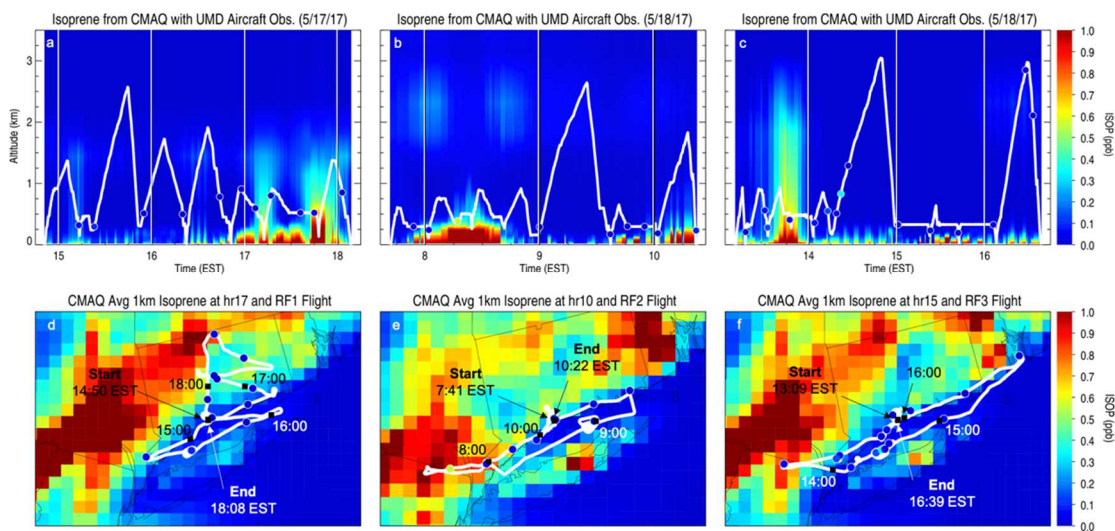 Isoprene from CMAQ with UMD Aircraft Obs. (5/17/17)
Isoprene from CMAQ with UMD Aircraft Obs. (5/18/17)
Isoprene from CMAQ with UMD Aircraft Obs. (5/18/17)
a
b
c
Altitude (km)
3
2
1
0
15 16 17 18
Time (EST)
8 9 10
Time (EST)
14 15 16
Time (EST)
1.0
0.9
0.8
0.7
0.6
0.5
0.4
0.3
0.2
0.1
0.0
ISOP (ppb)
CMAQ Avg 1km Isoprene at hr17 and RF1 Flight
CMAQ Avg 1km Isoprene at hr10 and RF2 Flight
CMAQ Avg 1km Isoprene at hr15 and RF3 Flight
d
Start
14:50 EST
18:00
17:00
15:00
16:00
End
18:08 EST
e
Start
7:41 EST
End
10:22 EST
10:00
9:00
8:00
f
Start
13:09 EST
16:00
15:00
14:00
End
16:39 EST
1.0
0.9
0.8
0.7
0.6
0.5
0.4
0.3
0.2
0.1
0.0
ISOP (ppb)